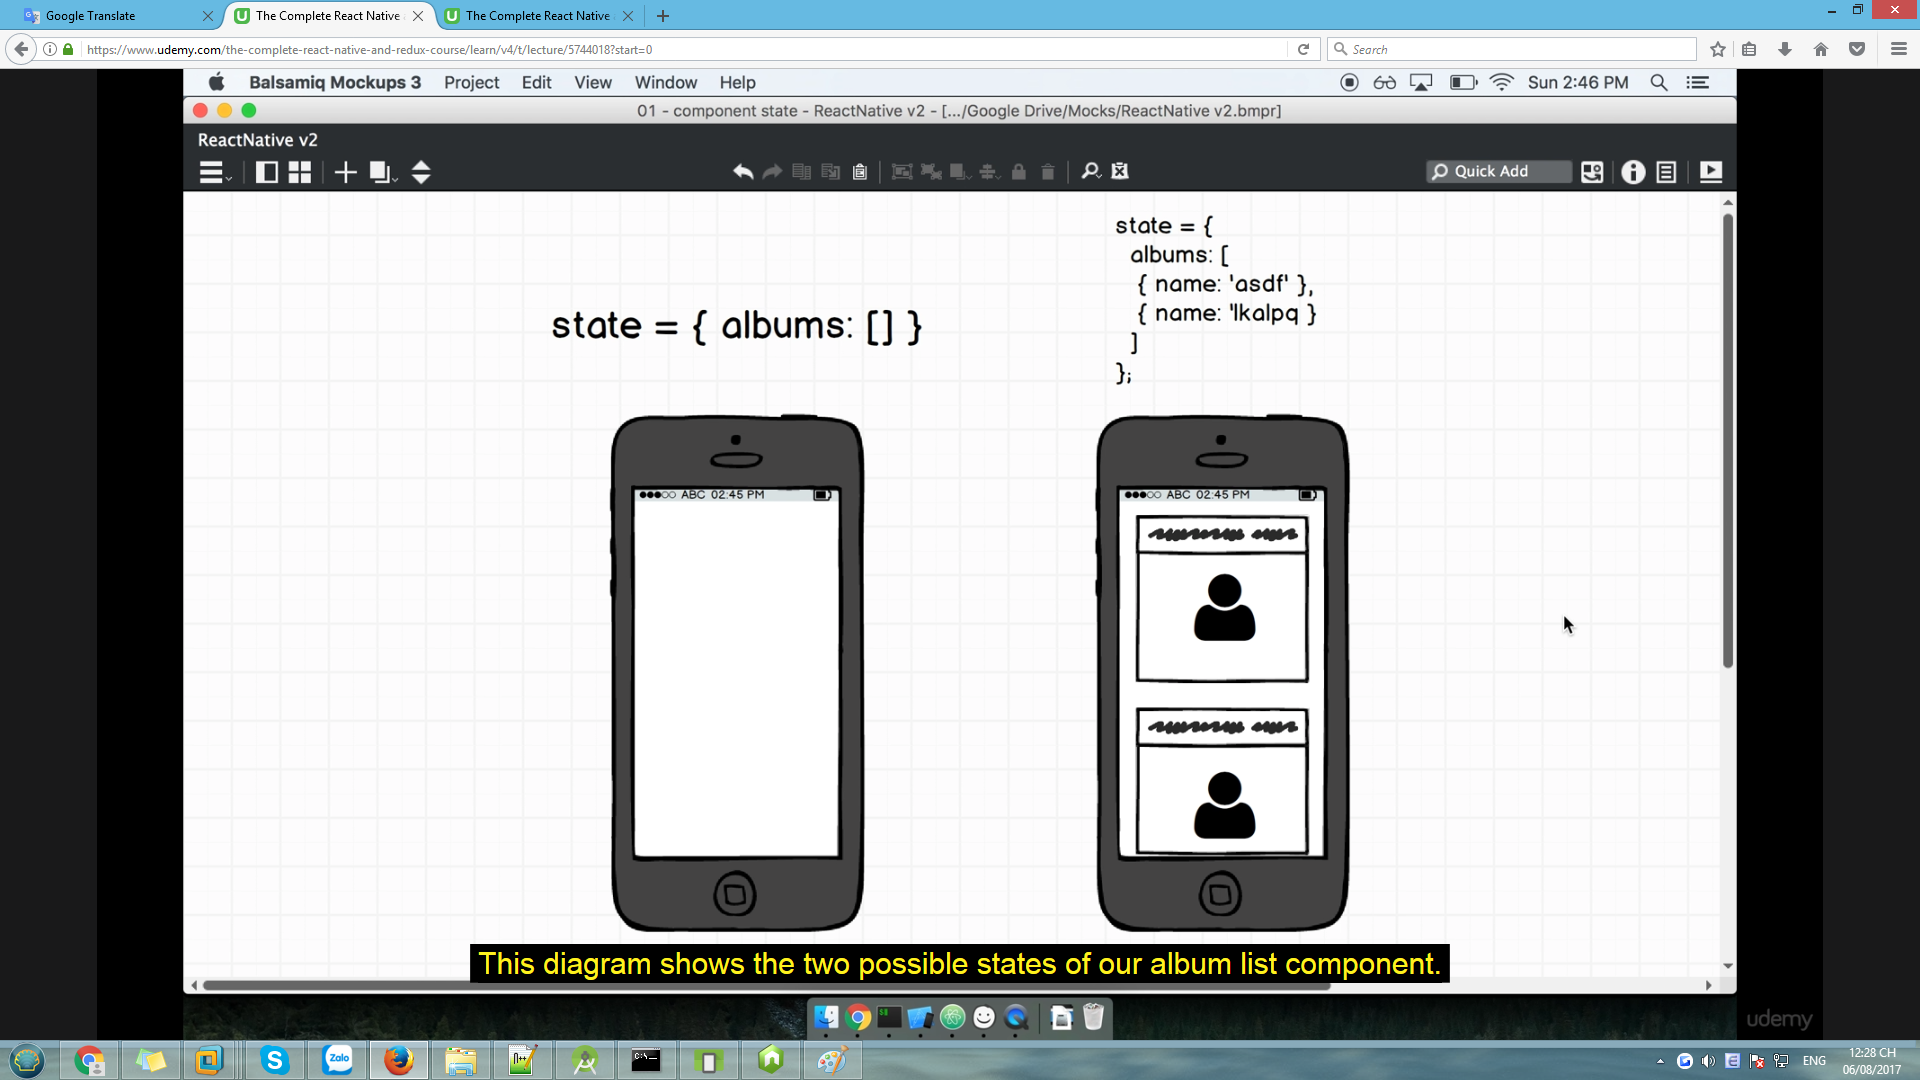 Google Translate
The Complete React Native
The Complete React Native
https://www.udemy.com/the-complete-react-native-and-redux-course/learn/v4/t/lecture/5744018?start=0
Search
Balsamiq Mockups 3 Project Edit View Window Help
Sun 2:46 PM
01 - component state - ReactNative v2 - [.../Google Drive/Mocks/ReactNative v2.bmpr]
ReactNative v2
Quick Add
state = { albums: [] }
state = {
albums: [
{ name: 'asdf' },
{ name: 'lkalpq }
]
};
ABC 02:45 PM
ABC 02:45 PM
This diagram shows the two possible states of our album list component.
udemy
Zalo
ENG
12:28 CH
06/08/2017